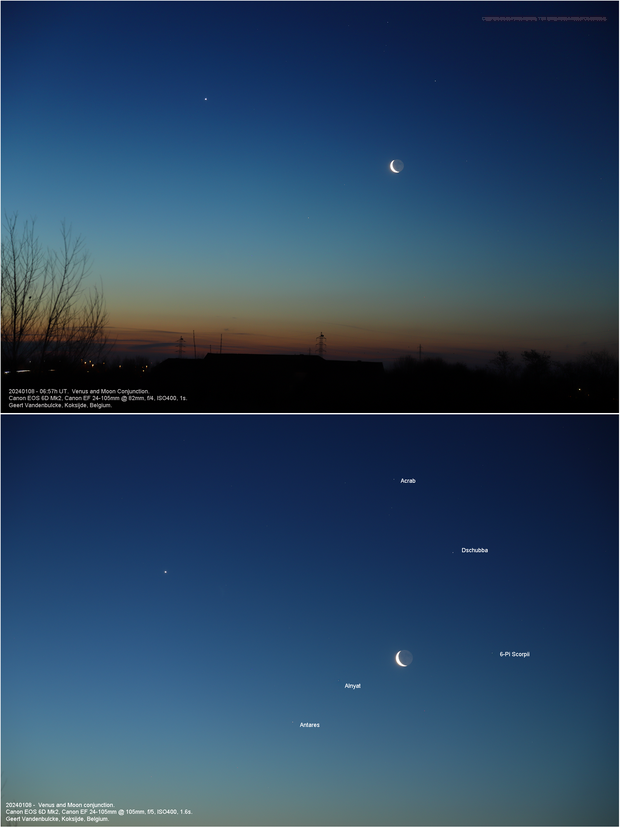 20240108 - 06:57h UT. Venus and Moon Conjunction.
Canon EOS 6D Mk2, Canon EF 24-105mm @ 82mm, f/4, ISO400, 1s.
Geert Vandenbulcke, Koksijde, Belgium.
Acrab
Dschubba
6-Pi Scorpii
Alnyat
Antares
20240108 - Venus and Moon conjunction.
Canon EOS 6D Mk2, Canon EF 24-105mm @ 105mm, f/5, ISO400, 1.6s.
Geert Vandenbulcke, Koksijde, Belgium.